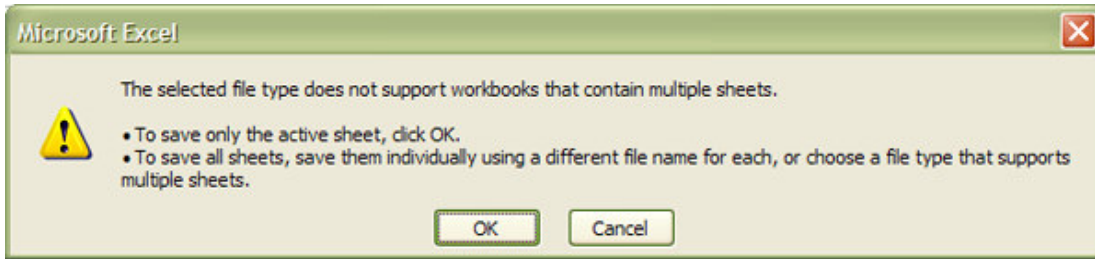 Microsoft Excel
The selected file type does not support workbooks that contain multiple sheets.
• To save only the active sheet, click OK.
• To save all sheets, save them individually using a different file name for each, or choose a file type that supports
multiple sheets.
OK Cancel